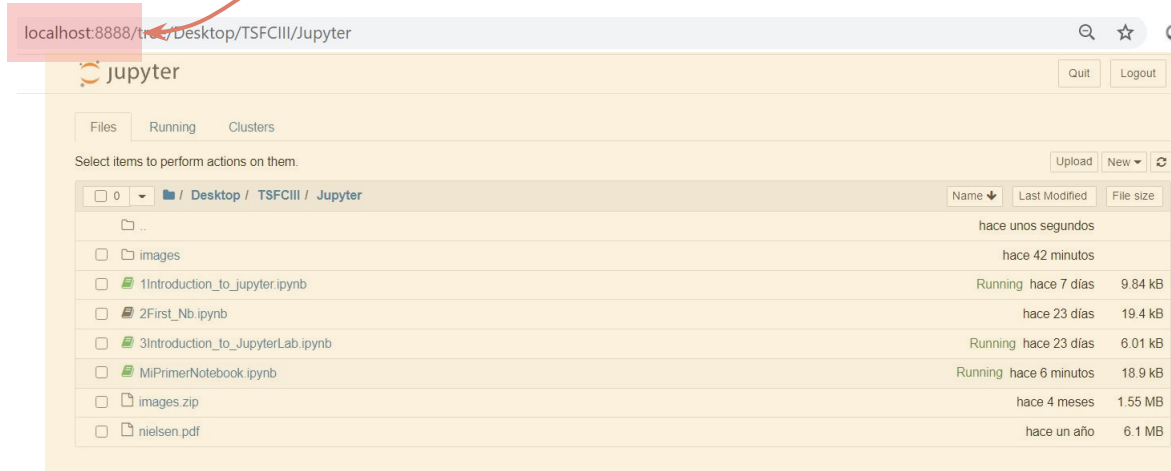 localhost:8888/tree/Desktop/TSFCIII/Jupyter
jupyter
Quit Logout
Files Running Clusters
Select items to perform actions on them.
Upload New
0 / Desktop / TSFCIII / Jupyter Name Last Modified File size
.. hace unos segundos
images hace 42 minutos
1Introduction_to_jupyter.ipynb Running hace 7 días 9.84 kB
2First_Nb.ipynb hace 23 días 19.4 kB
3Introduction_to_JupyterLab.ipynb Running hace 23 días 6.01 kB
MiPrimerNotebook.ipynb Running hace 6 minutos 18.9 kB
images.zip hace 4 meses 1.55 MB
nielsen.pdf hace un año 6.1 MB